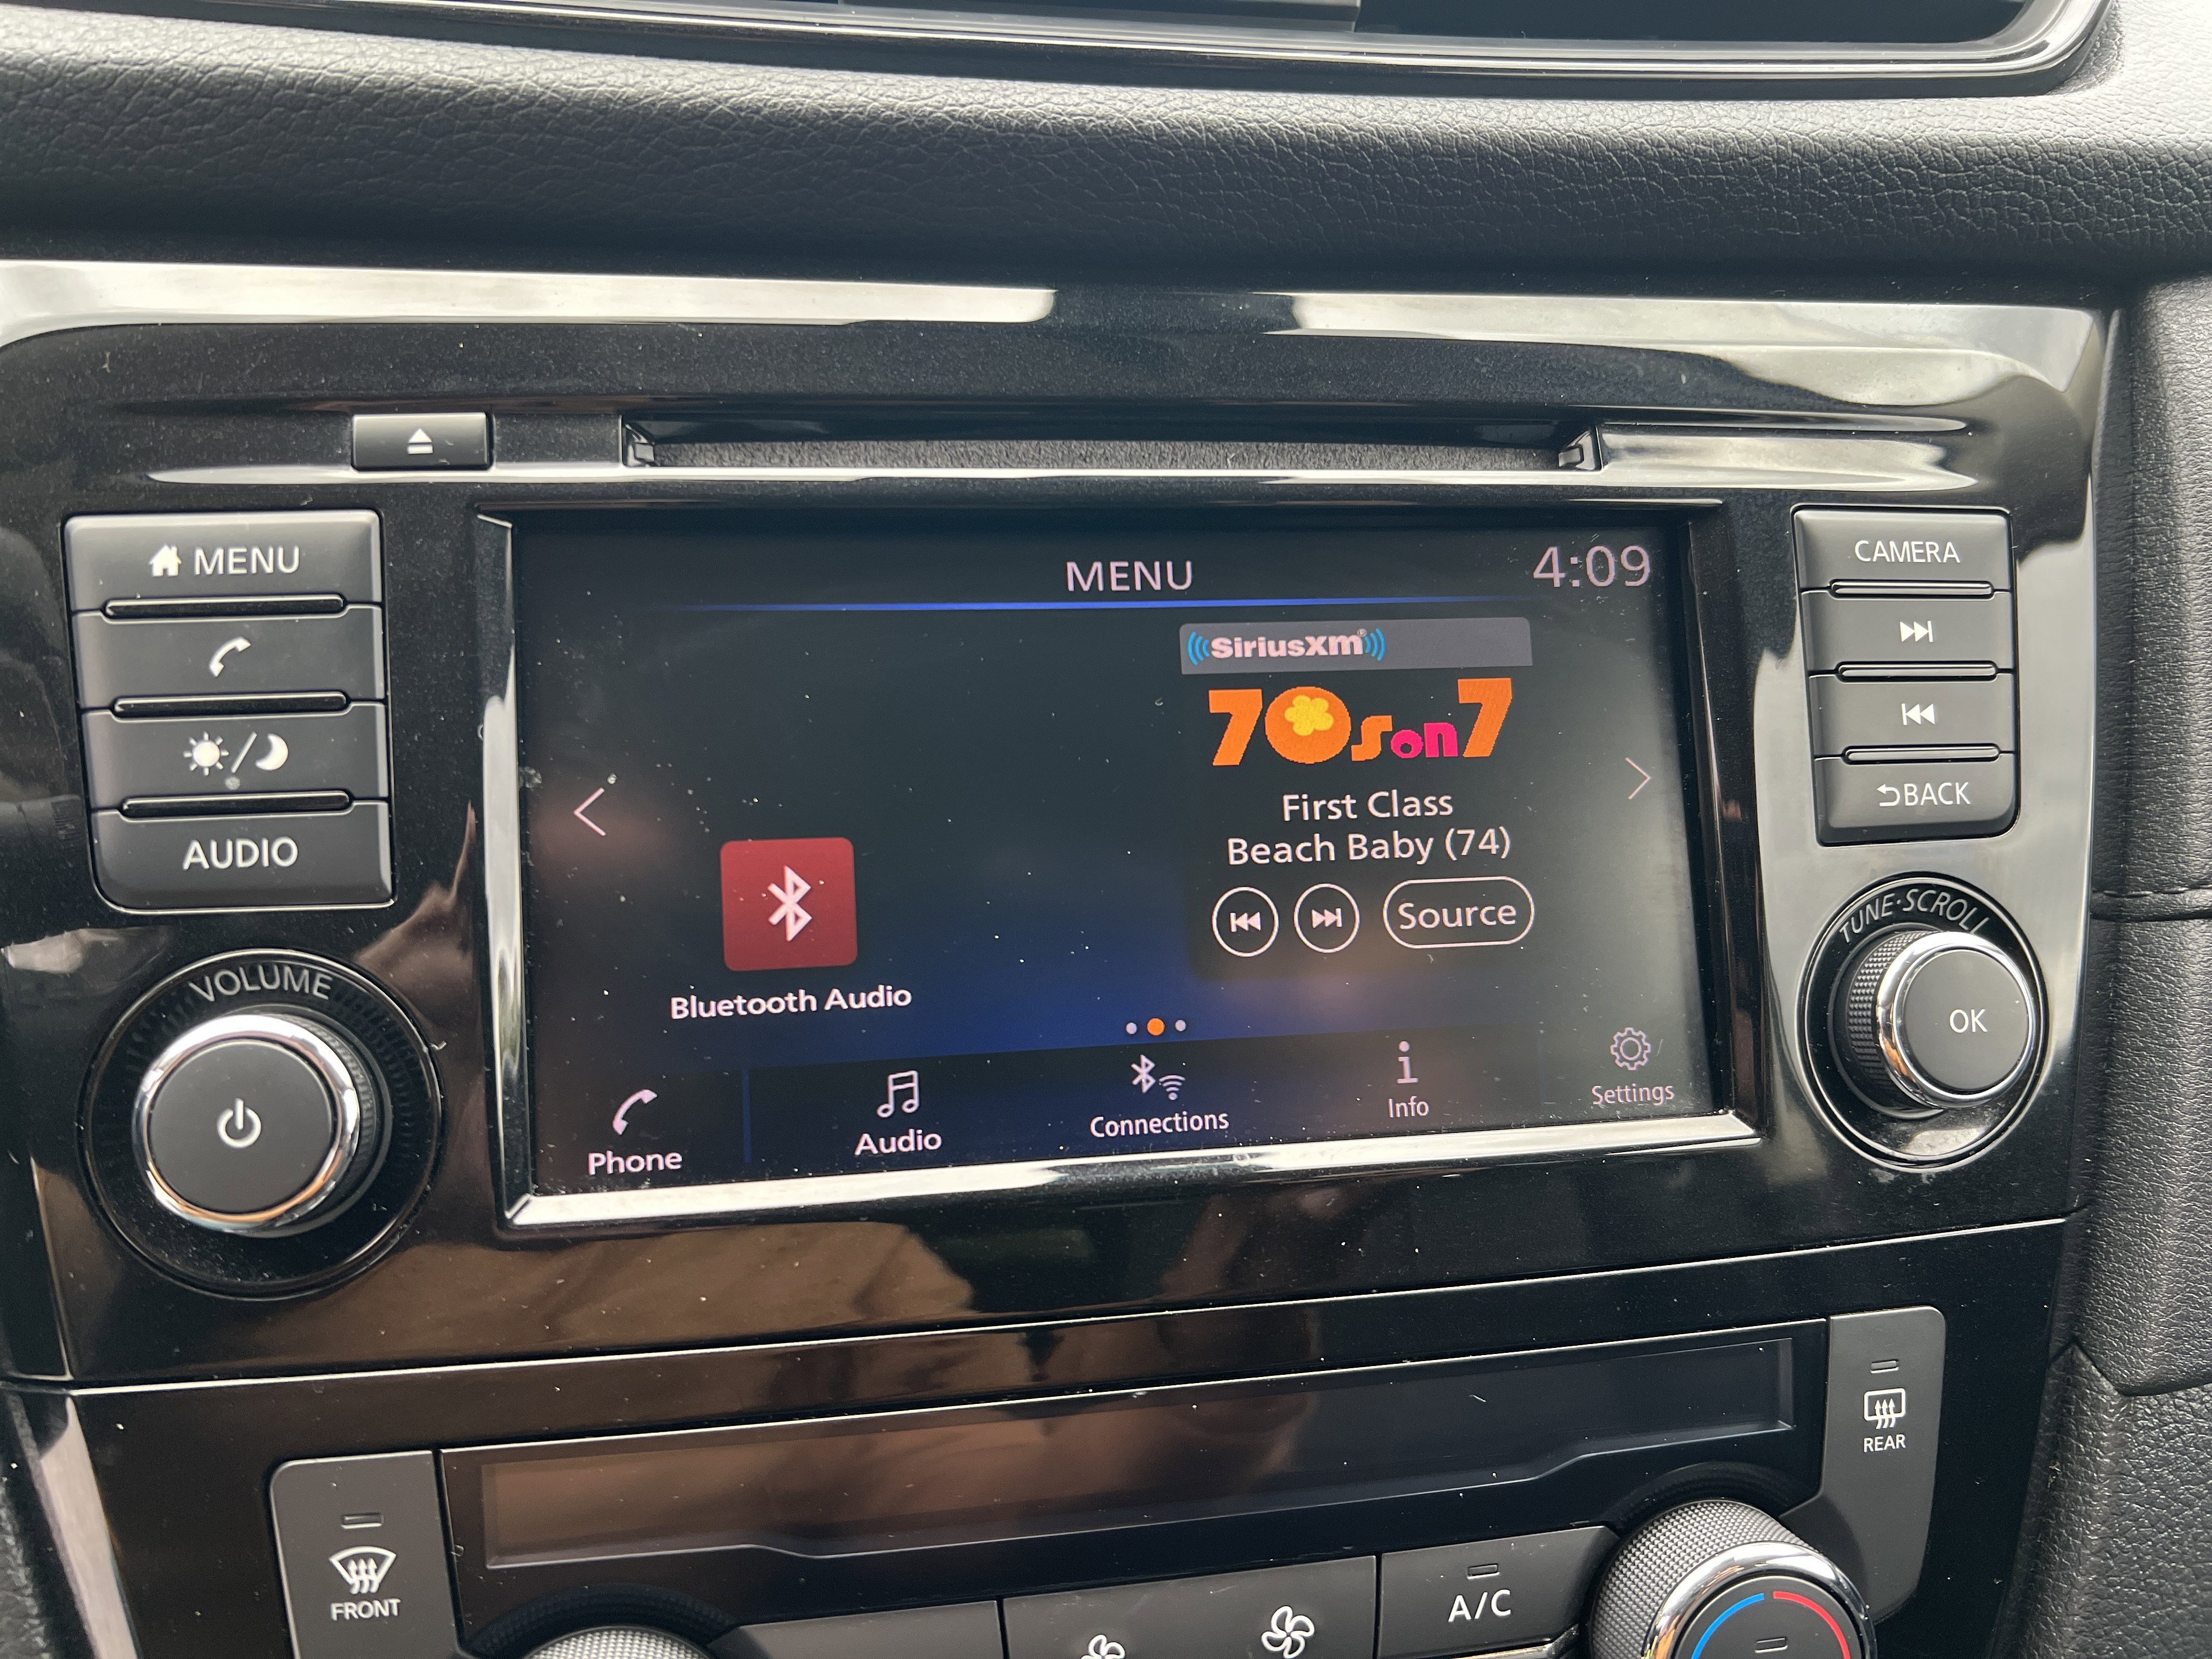 MENU
AUDIO
VOLUME
MENU
4:09
SiriusXM®
70s on 7
First Class
Beach Baby (74)
Source
Bluetooth Audio
Phone
Audio
Connections
i
Info
Settings
CAMERA
BACK
TUNE·SCROLL
OK
FRONT
A/C
REAR